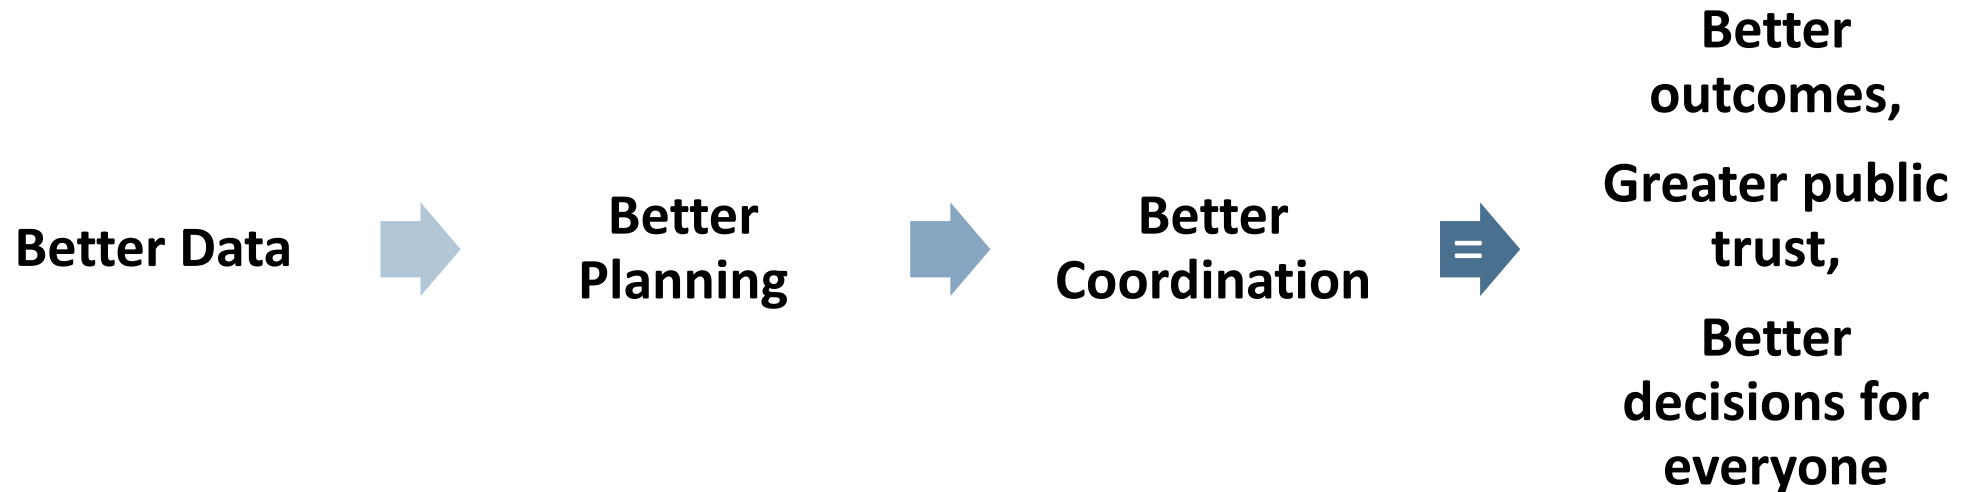 Better Data
Better
Planning
Better
Coordination
=
Better
outcomes,
Greater public
trust,
Better
decisions for
everyone